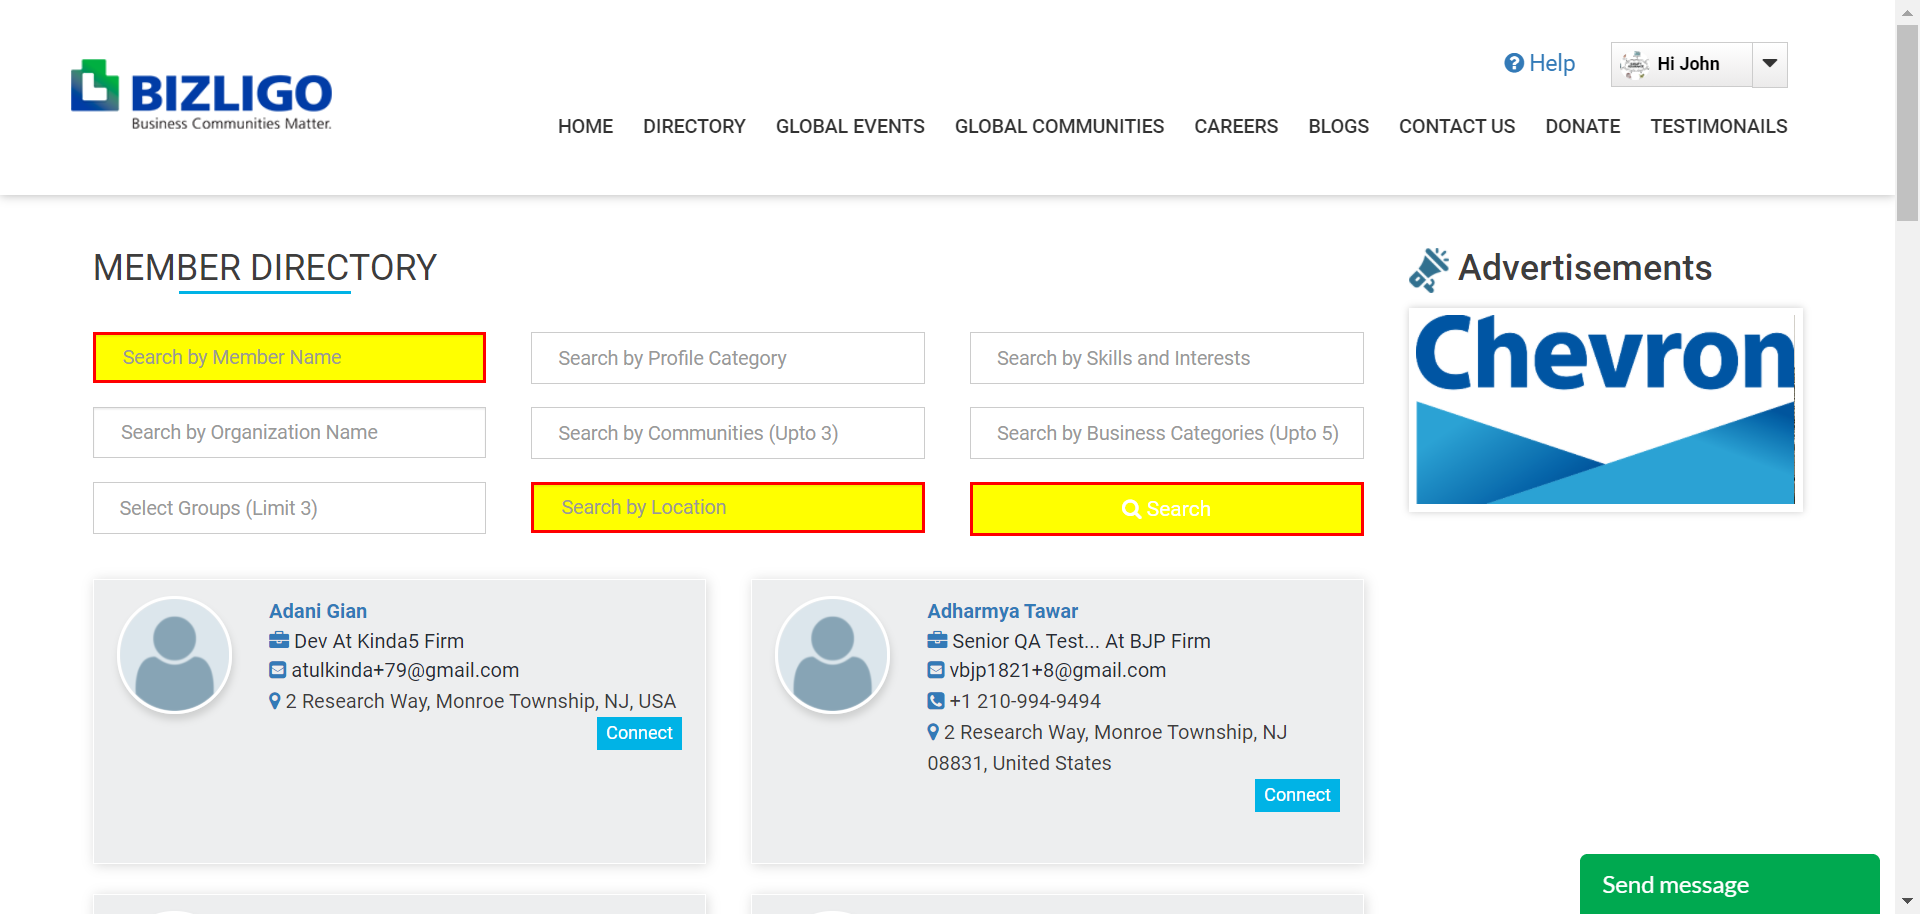 Help
Hi John
BIZLIGO
Business Communities Matter.
HOME DIRECTORY GLOBAL EVENTS GLOBAL COMMUNITIES CAREERS BLOGS CONTACT US DONATE TESTIMONAILS
MEMBER DIRECTORY
Advertisements
Search by Member Name
Search by Profile Category
Search by Skills and Interests
Chevron
Search by Organization Name
Search by Communities (Upto 3)
Search by Business Categories (Upto 5)
Select Groups (Limit 3)
Search by Location
Search
Adani Gian
Dev At Kinda5 Firm
atulkinda+79@gmail.com
2 Research Way, Monroe Township, NJ, USA
Connect
Adharmya Tawar
Senior QA Test... At BJP Firm
vbjp1821+8@gmail.com
+1 210-994-9494
2 Research Way, Monroe Township, NJ
08831, United States
Connect
Send message